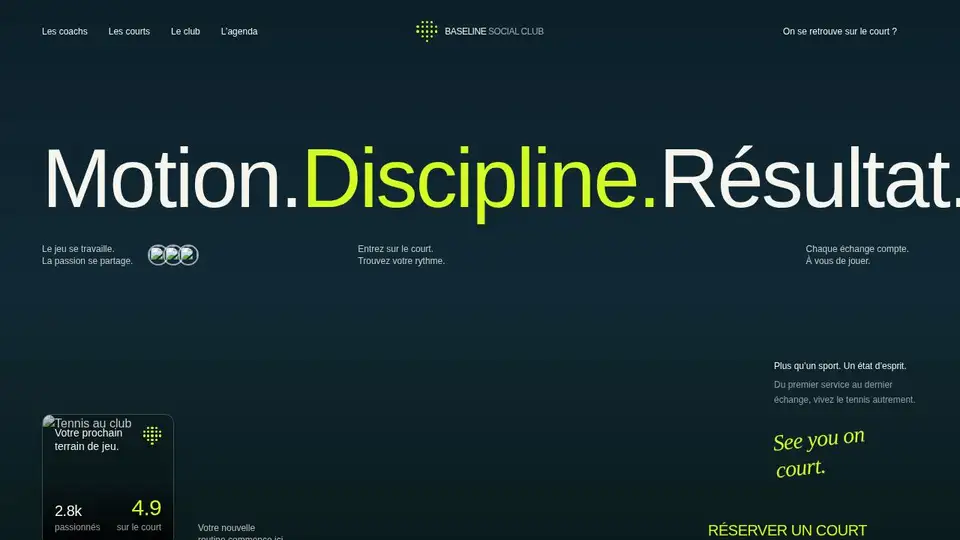 Les coachs
Les courts
Le club
L'agenda
BASELINE SOCIAL CLUB
On se retrouve sur le court ?
Motion.Discipline.Résultat.
Le jeu se travaille.
La passion se partage.
Entrez sur le court.
Trouvez votre rythme.
Chaque échange compte.
À vous de jouer.
Plus qu'un sport. Un état d'esprit.
Du premier service au dernier
échange, vivez le tennis autrement.
See you on
court.
Tennis au club
Votre prochain
terrain de jeu.
2.8k
passionnés
4.9
sur le court
Votre nouvelle
routine commence ici
RÉSERVER UN COURT